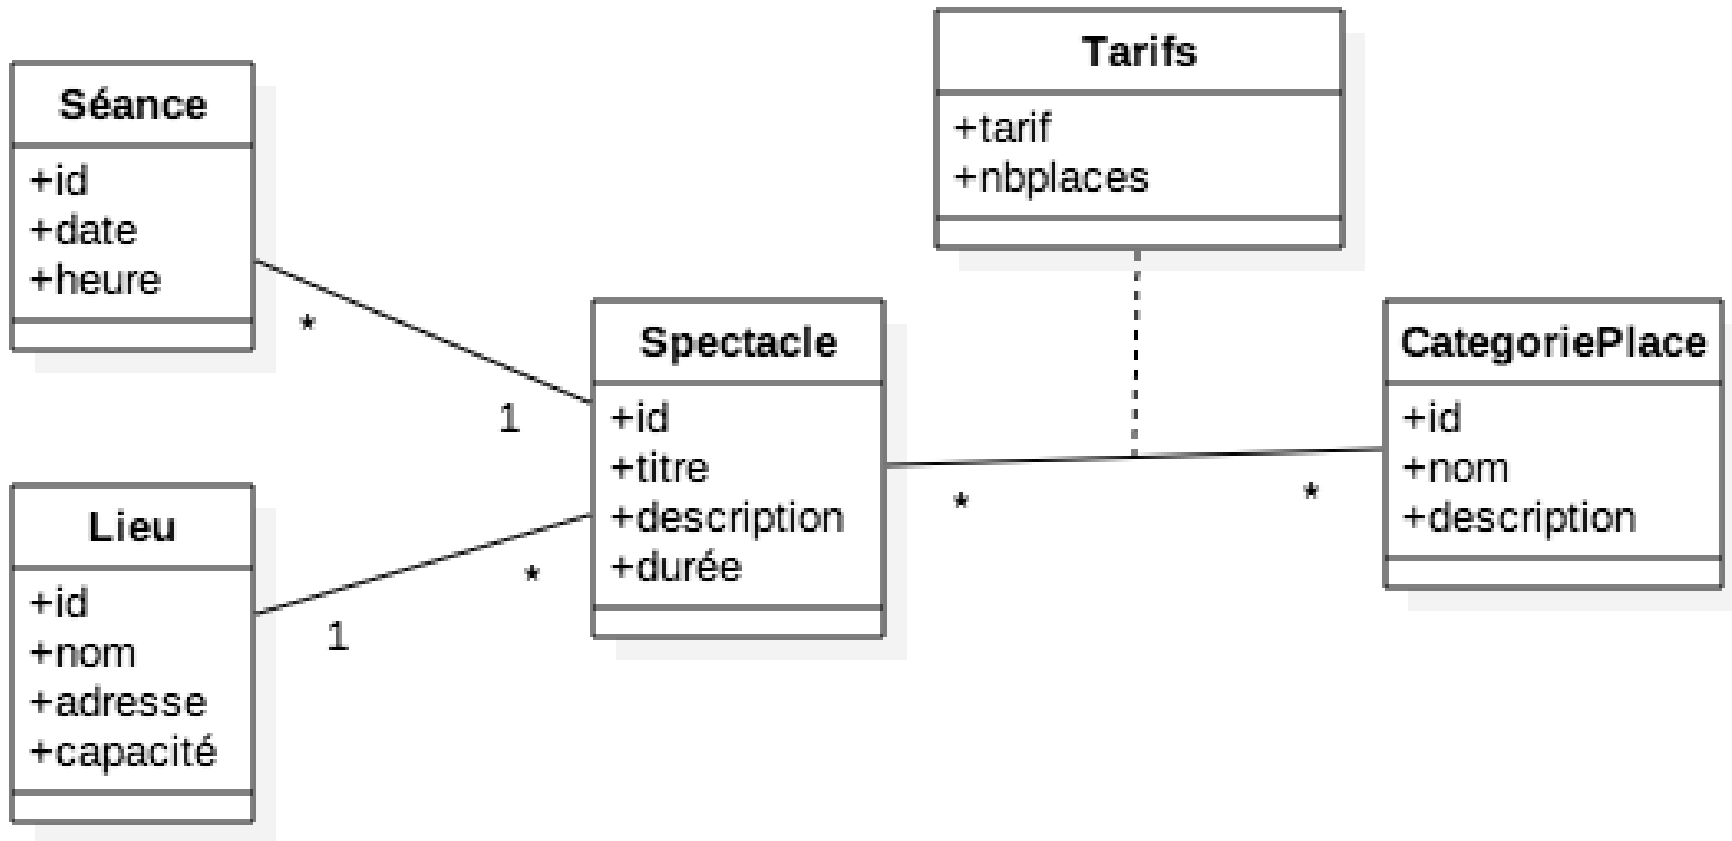 Séance
+id
+date
+heure
*
1
Lieu
+id
+nom
+adresse
+capacité
1
*
Spectacle
+id
+titre
+description
+durée
*
*
Tarifs
+tarif
+nbplaces
CategoriePlace
+id
+nom
+description